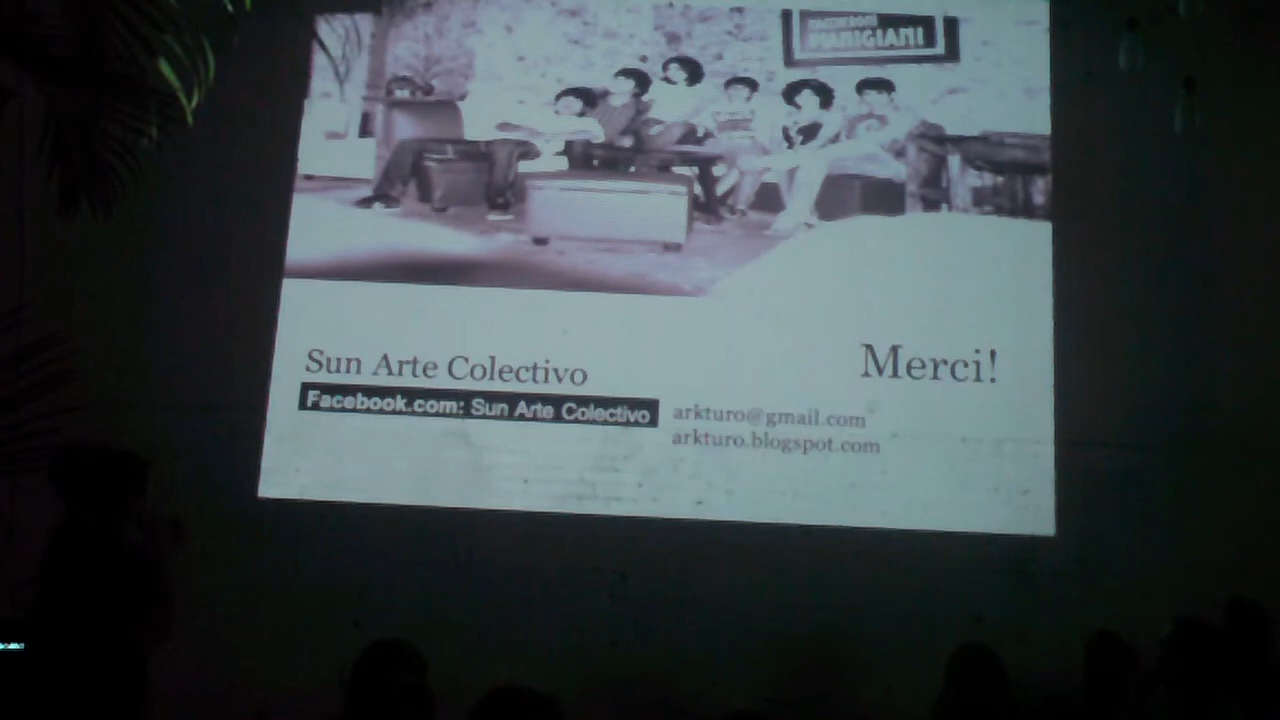 Sun Arte Colectivo
Merci!
Facebook.com: Sun Arte Colectivo
arkturo@gmail.com
arkturo.blogspot.com